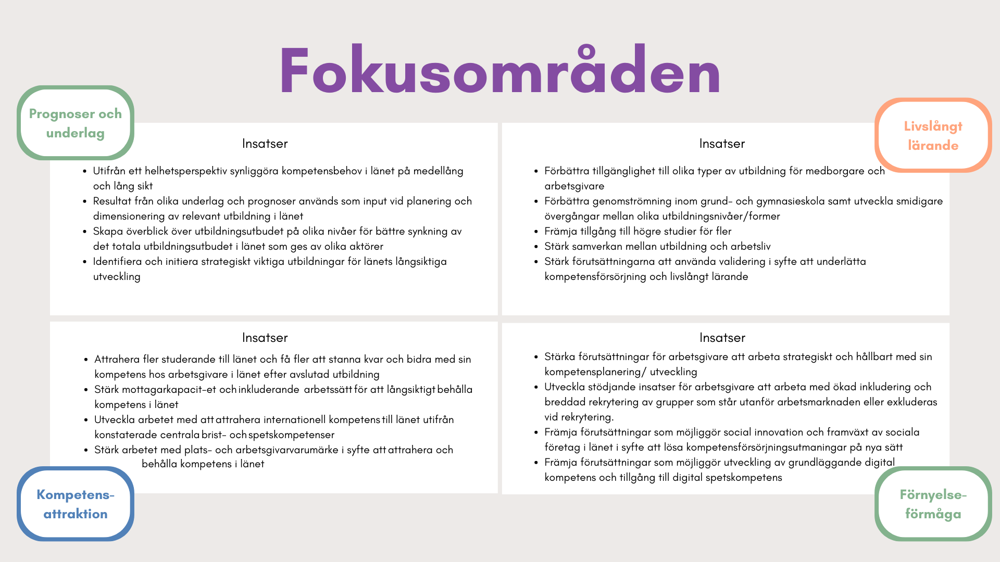 Fokusområden
Prognoser och
underlag
Insatser
• Utifrån ett helhetsperspektiv synliggöra kompetensbehov i länet på medellång
och lång sikt
• Resultat från olika underlag och prognoser används som input vid planering och
dimensionering av relevant utbildning i länet
• Skapa överblick över utbildningsutbudet på olika nivåer för bättre synkning av
det totala utbildningsutbudet i länet som ges av olika aktörer
• Identifiera och initiera strategiskt viktiga utbildningar för länets långsiktiga
utveckling
Livslångt
lärande
Insatser
• Förbättra tillgänglighet till olika typer av utbildning för medborgare och
arbetsgivare
• Förbättra genomströmning inom grund- och gymnasieskola samt utveckla smidigare
övergångar mellan olika utbildningsnivåer/former
• Främja tillgång till högre studier för fler
• Stärk samverkan mellan utbildning och arbetsliv
• Stärk förutsättningarna att använda validering i syfte att underlätta
kompetensförsörjning och livslångt lärande
Insatser
• Attrahera fler studerande till länet och få fler att stanna kvar och bidra med sin
kompetens hos arbetsgivare i länet efter avslutad utbildning
• Stärk mottagarkapacit-et och inkluderande arbetssätt för att långsiktigt behålla
kompetens i länet
• Utveckla arbetet med att attrahera internationell kompetens till länet utifrån
konstaterade centrala brist- och spetskompetenser
• Stärk arbetet med plats- och arbetsgivarvarumärke i syfte att attrahera och
behålla kompetens i länet
Kompetens-
attraktion
Insatser
• Stärka förutsättningar för arbetsgivare att arbeta strategiskt och hållbart med sin
kompetensplanering/ utveckling
• Utveckla stödjande insatser för arbetsgivare att arbeta med ökad inkludering och
breddad rekrytering av grupper som står utanför arbetsmarknaden eller exkluderas
vid rekrytering.
• Främja förutsättningar som möjliggör social innovation och framväxt av sociala
företag i länet i syfte att lösa kompetensförsörjningsutmaningar på nya sätt
• Främja förutsättningar som möjliggör utveckling av grundläggande digital
kompetens och tillgång till digital spetskompetens
Förnyelse-
förmåga